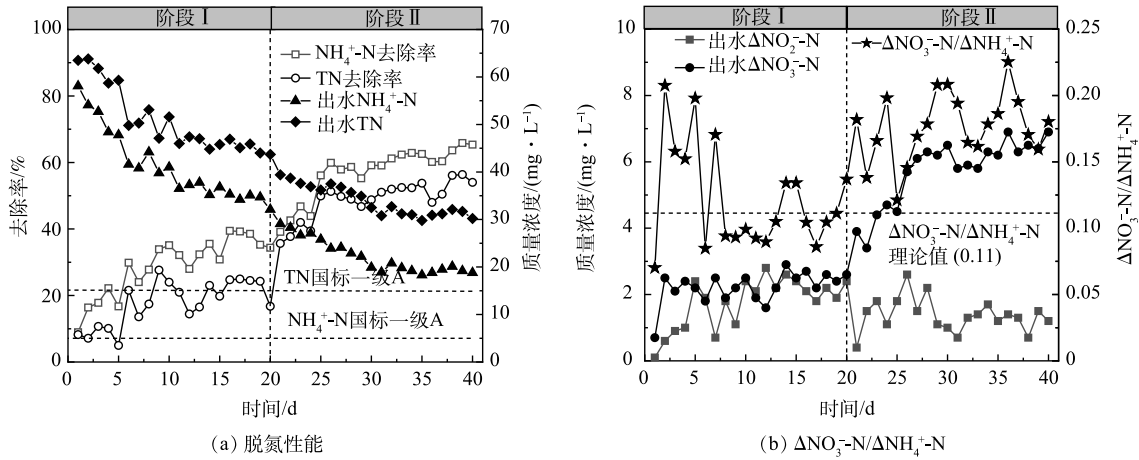 阶段 I
阶段 II
100
80
60
40
20
0
去除率/%
NH₄⁺-N去除率
TN去除率
出水NH₄⁺-N
出水TN
TN国标一级A
NH₄⁺-N国标一级A
70
60
50
40
30
20
10
0
质量浓度/(mg·L⁻¹)
0 5 10 15 20 25 30 35 40
时间/d
(a) 脱氮性能
阶段 I
阶段 II
10
8
6
4
2
0
质量浓度/(mg·L⁻¹)
出水ΔNO₂⁻-N
出水ΔNO₃⁻-N
ΔNO₃⁻-N/ΔNH₄⁺-N
ΔNO₃⁻-N/ΔNH₄⁺-N
理论值 (0.11)
0.25
0.20
0.15
0.10
0.05
0
ΔNO₃⁻-N/ΔNH₄⁺-N
0 5 10 15 20 25 30 35 40
时间/d
(b) ΔNO₃⁻-N/ΔNH₄⁺-N